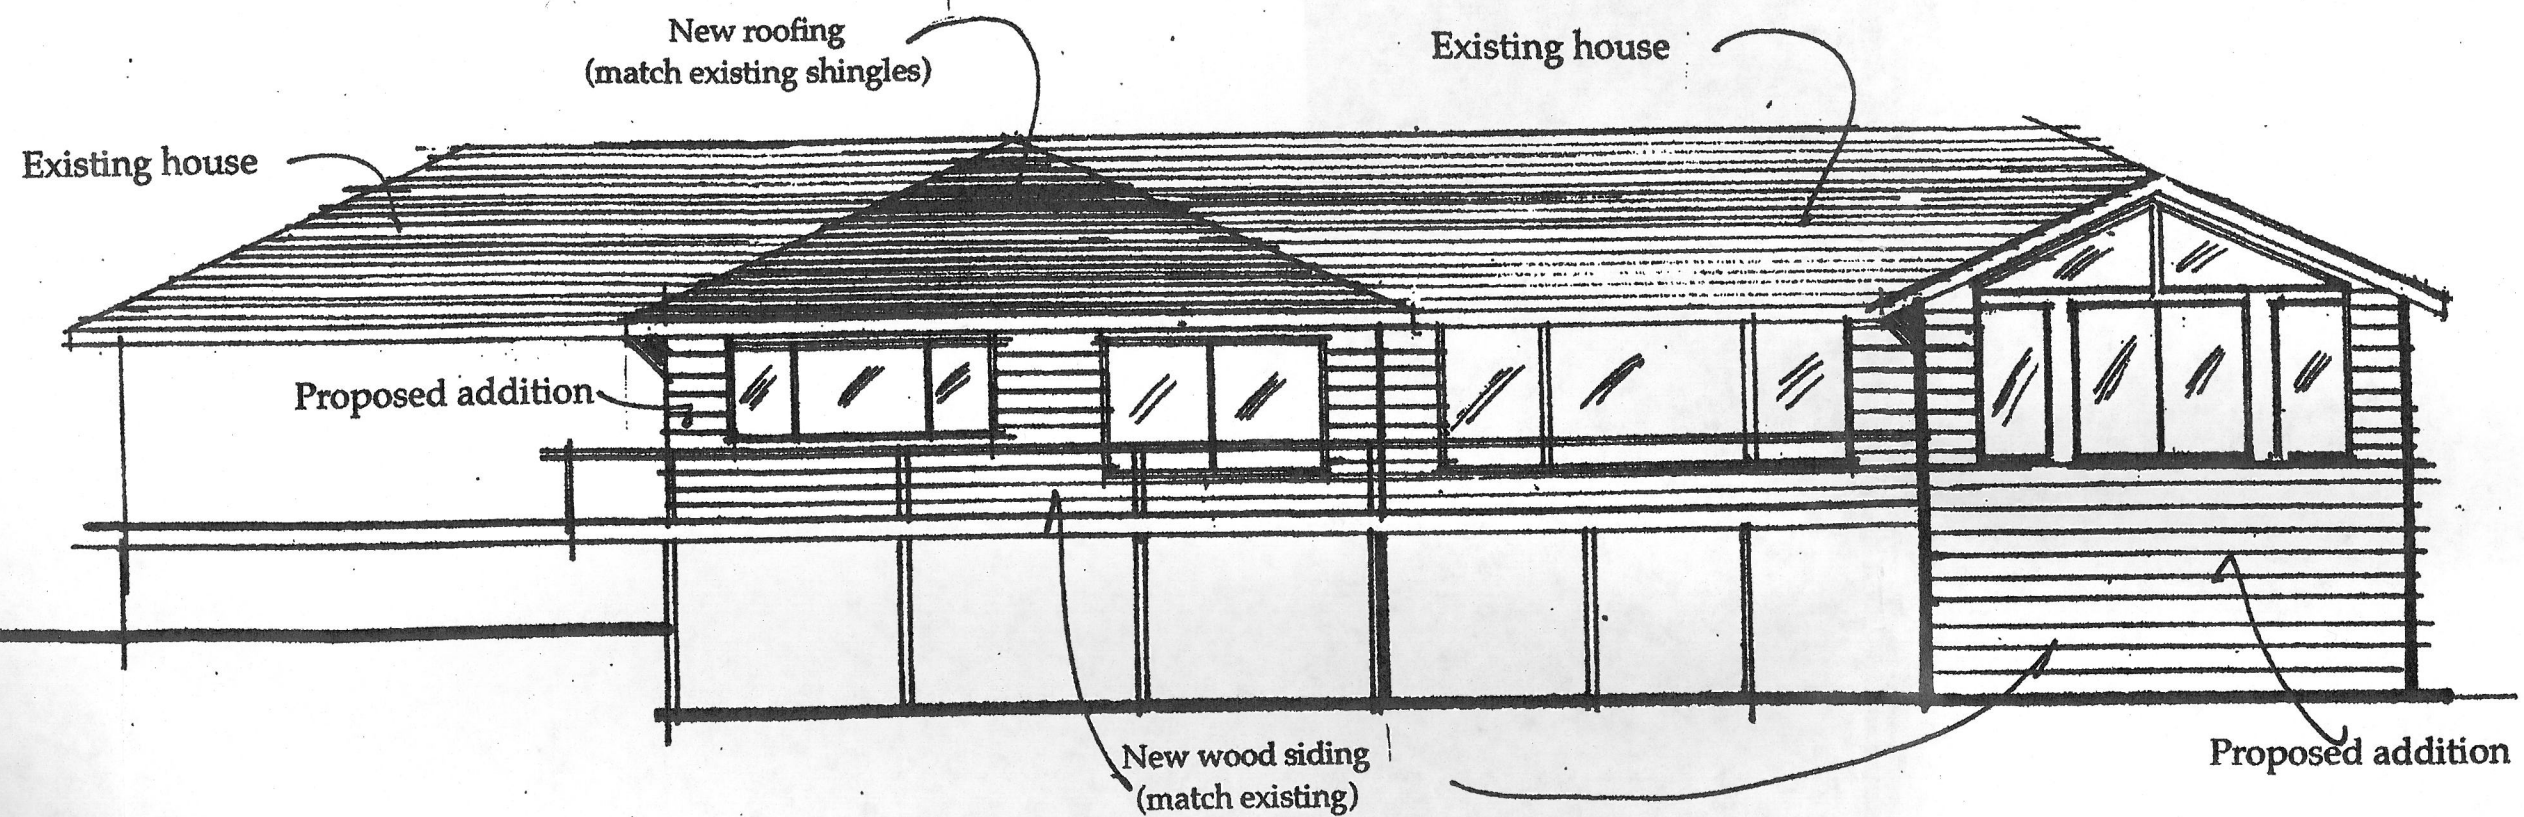 New roofing
(match existing shingles)
Existing house
Existing house
Proposed addition
New wood siding
(match existing)
Proposed addition